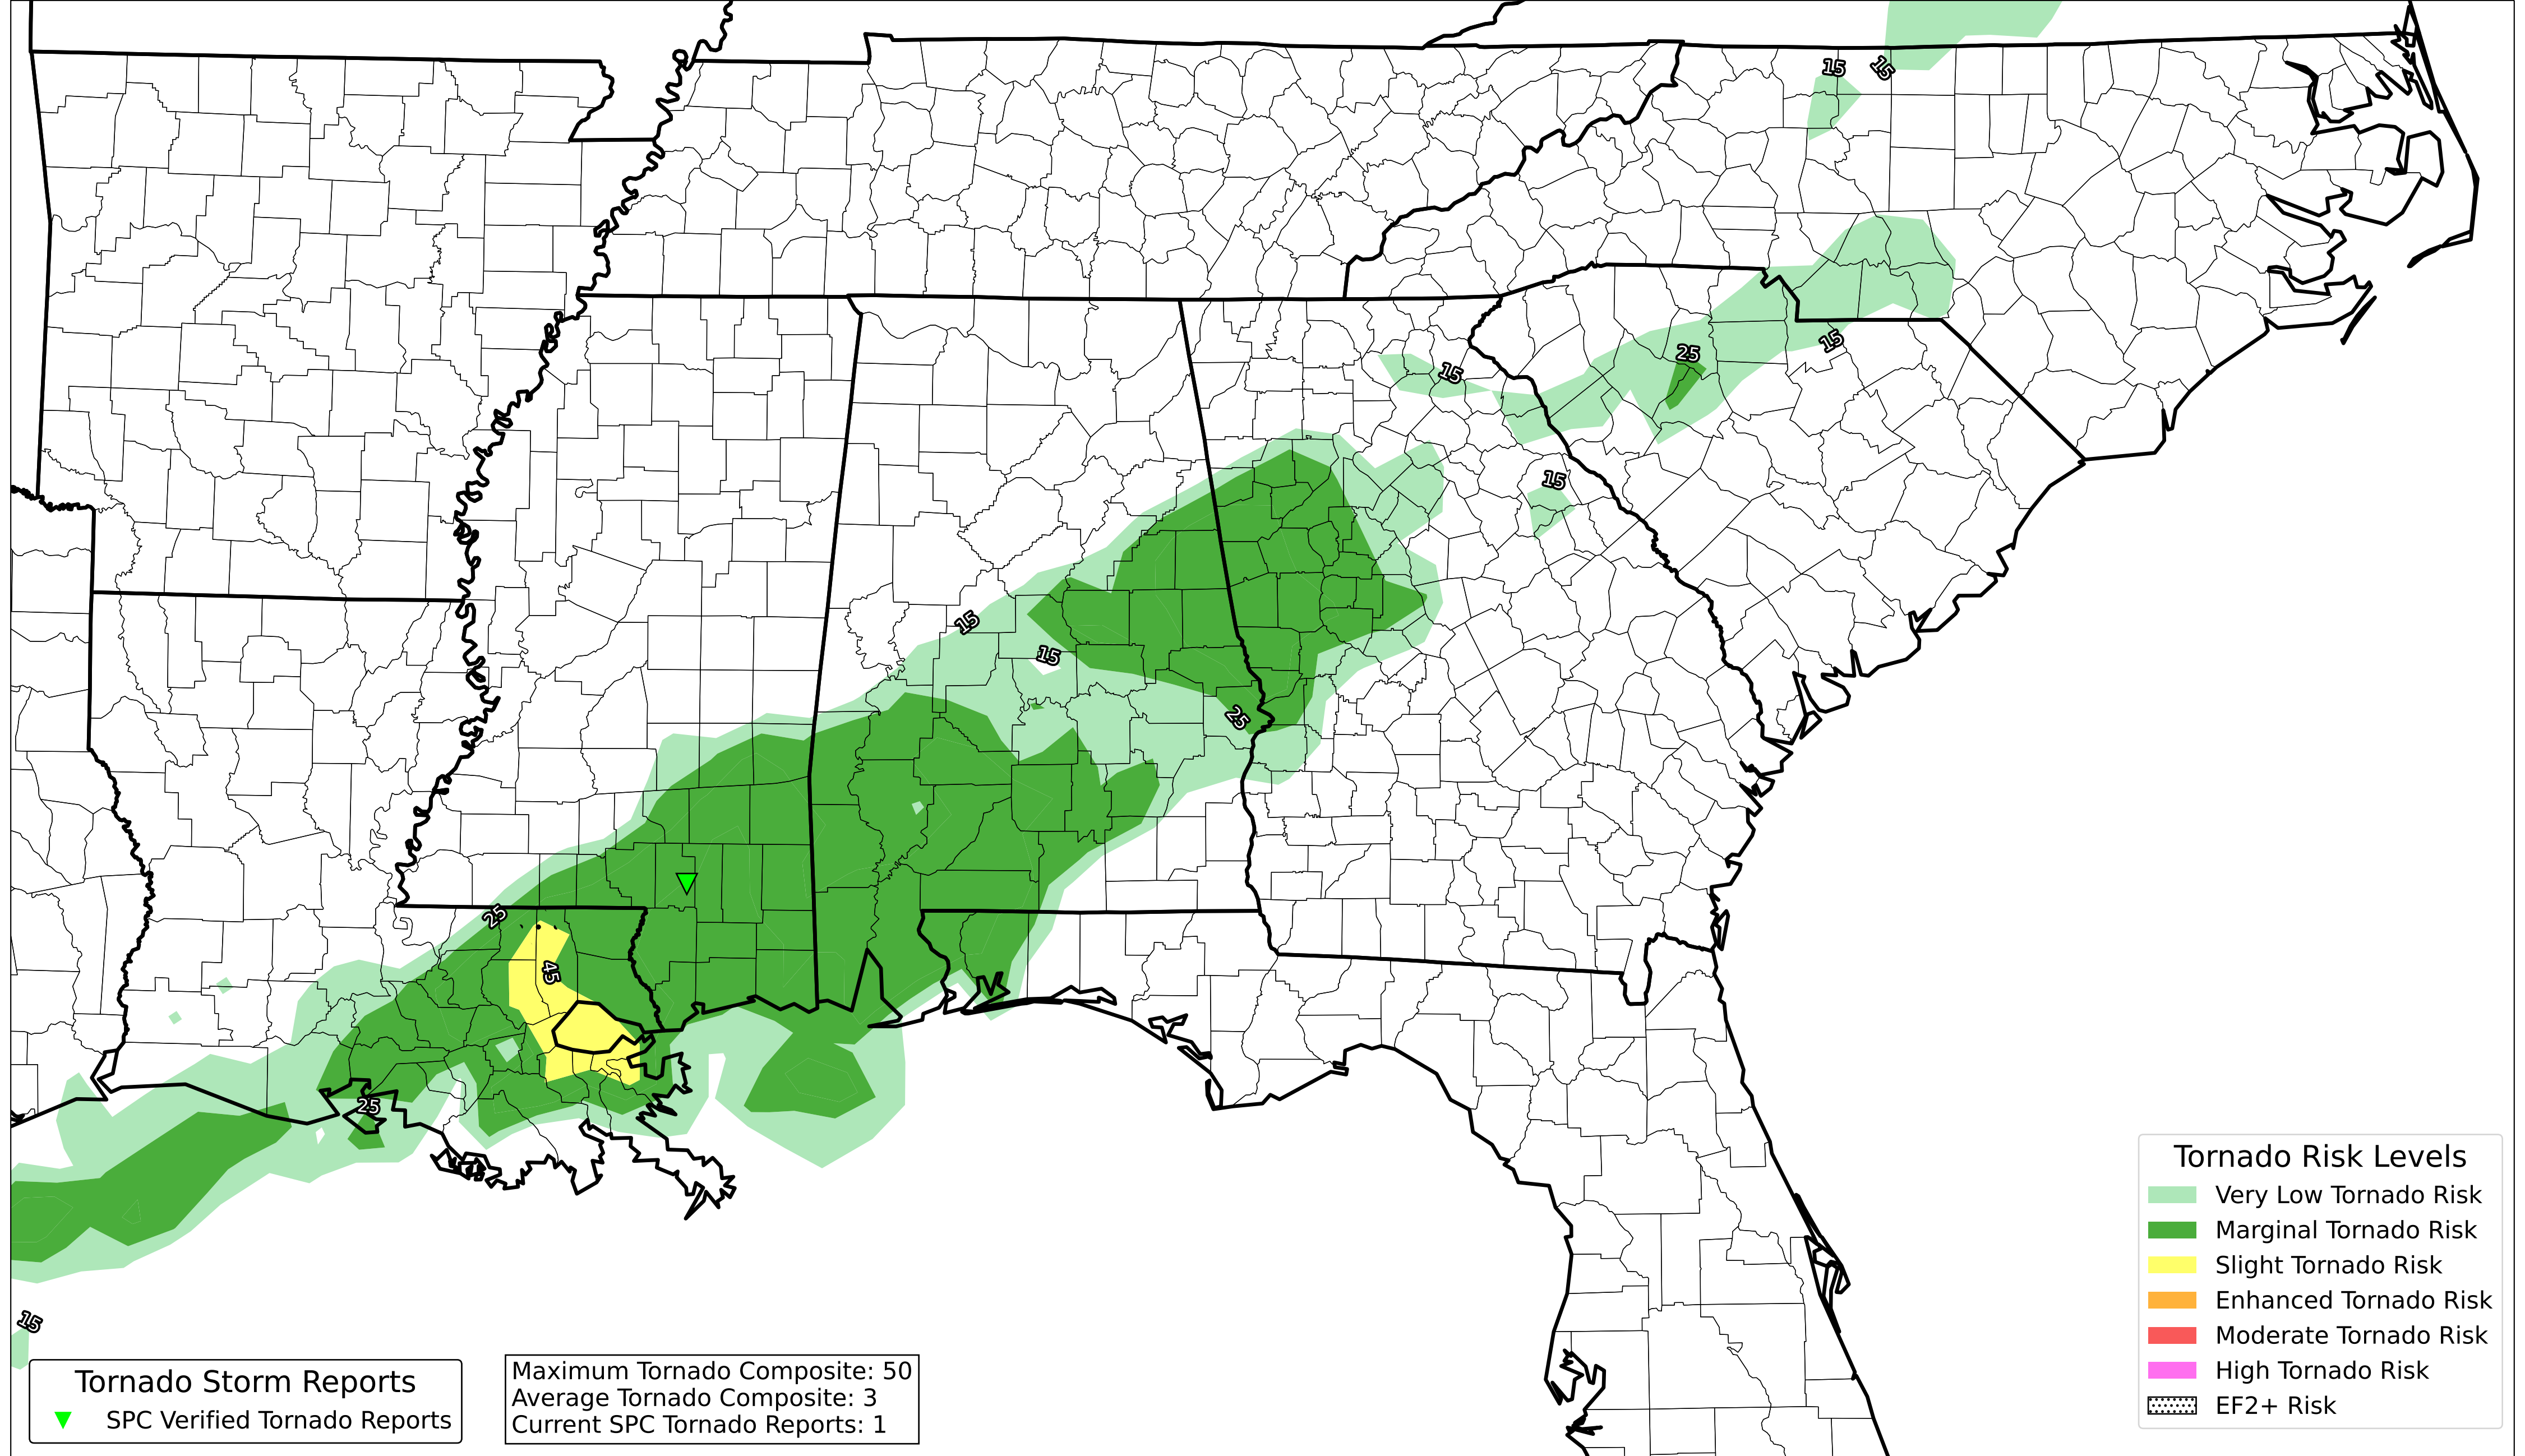 15
15
15
25
15
15
15
15
25
25
45
25
15
Tornado Storm Reports
SPC Verified Tornado Reports
Maximum Tornado Composite: 50
Average Tornado Composite: 3
Current SPC Tornado Reports: 1
Tornado Risk Levels
Very Low Tornado Risk
Marginal Tornado Risk
Slight Tornado Risk
Enhanced Tornado Risk
Moderate Tornado Risk
High Tornado Risk
EF2+ Risk